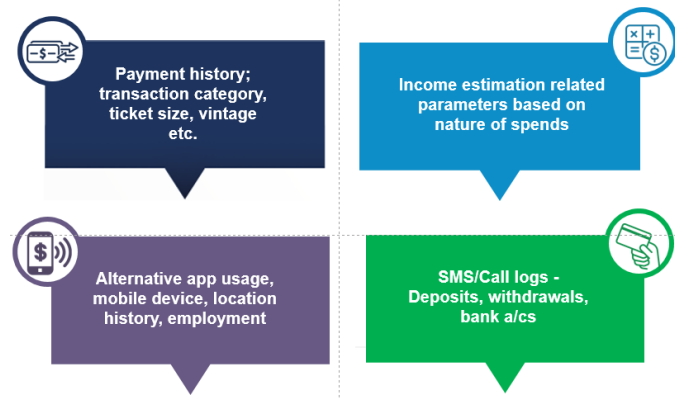 Payment history;
transaction category,
ticket size, vintage
etc.
Income estimation related
parameters based on
nature of spends
Alternative app usage,
mobile device, location
history, employment
SMS/Call logs -
Deposits, withdrawals,
bank a/cs